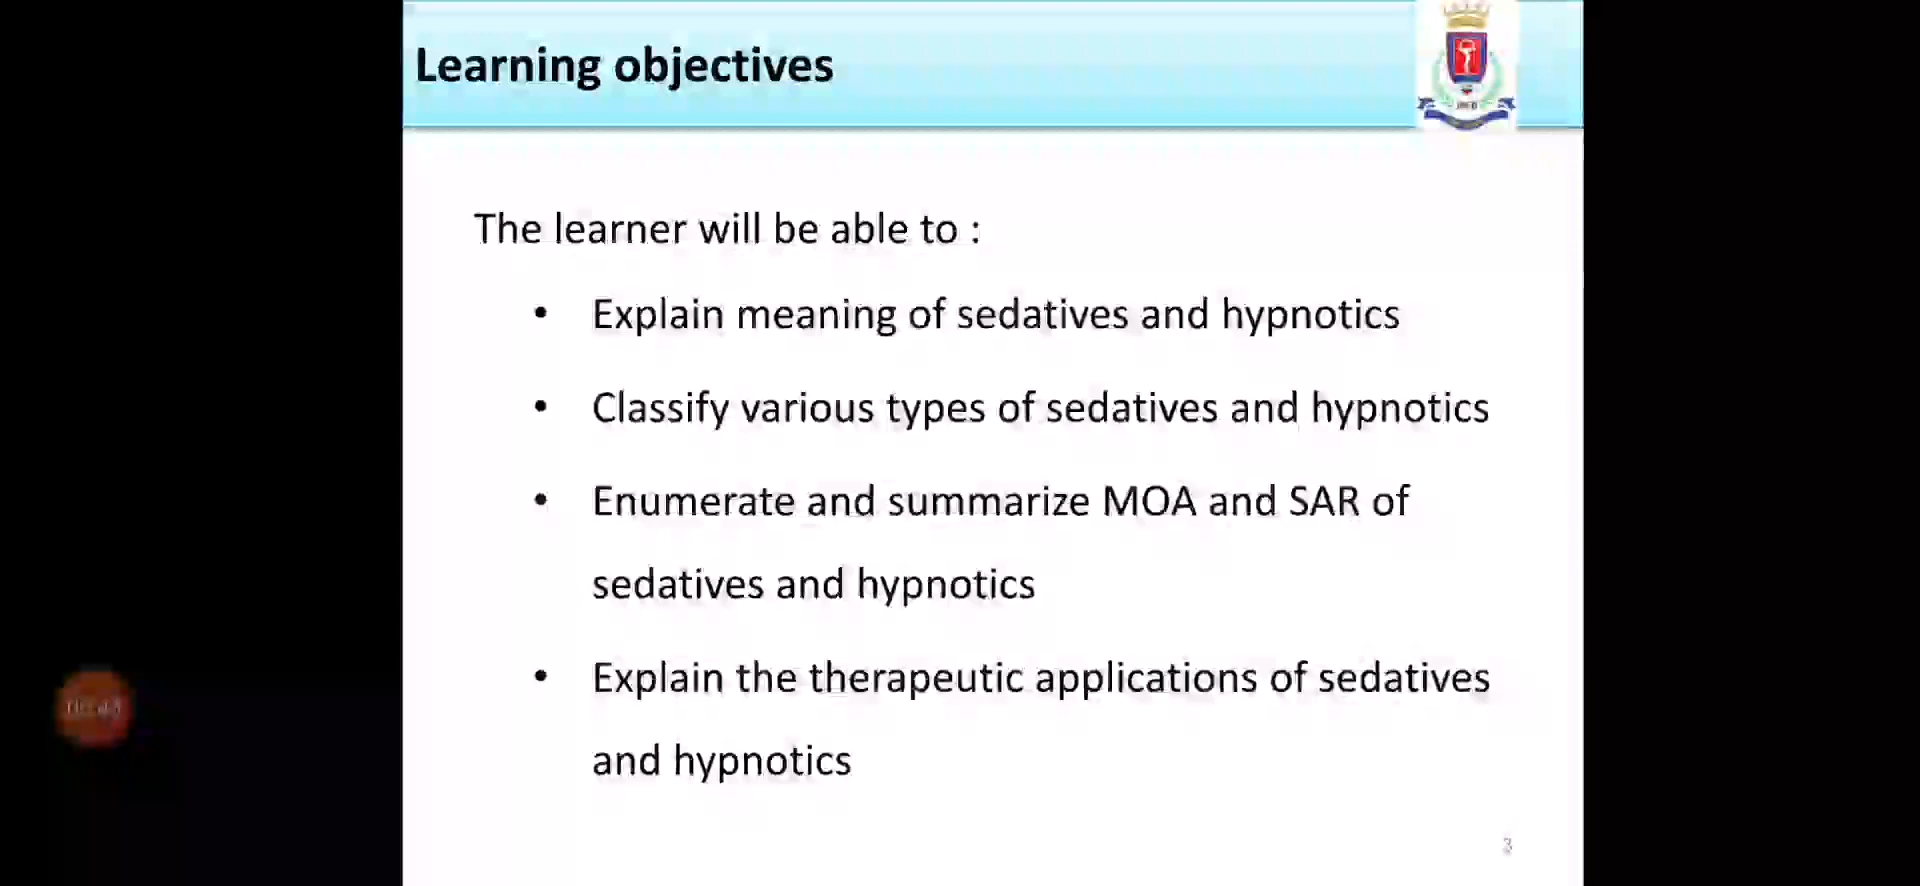 Learning objectives
The learner will be able to :
• Explain meaning of sedatives and hypnotics
• Classify various types of sedatives and hypnotics
• Enumerate and summarize MOA and SAR of
sedatives and hypnotics
• Explain the therapeutic applications of sedatives
and hypnotics
3